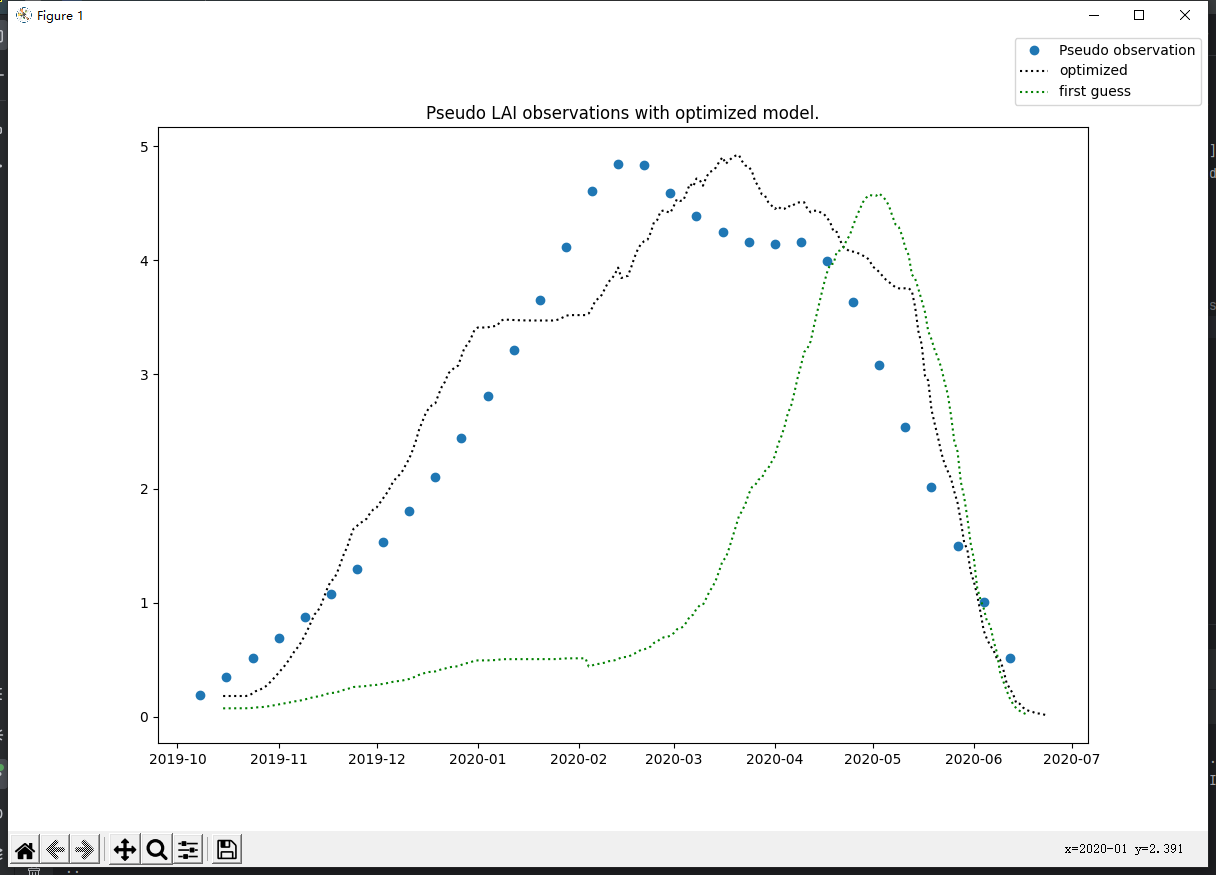 Figure 1
Pseudo observation
optimized
first guess
Pseudo LAI observations with optimized model.
5
4
3
2
1
0
2019-10 2019-11 2019-12 2020-01 2020-02 2020-03 2020-04 2020-05 2020-06 2020-07
x=2020-01 y=2.391